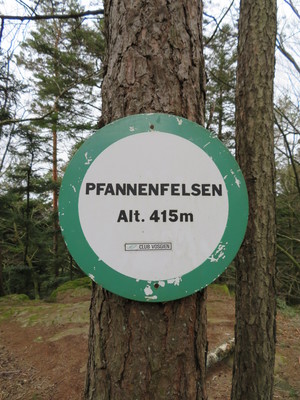 PFANNENFELSEN
Alt. 415m
CLUB VOSGIEN